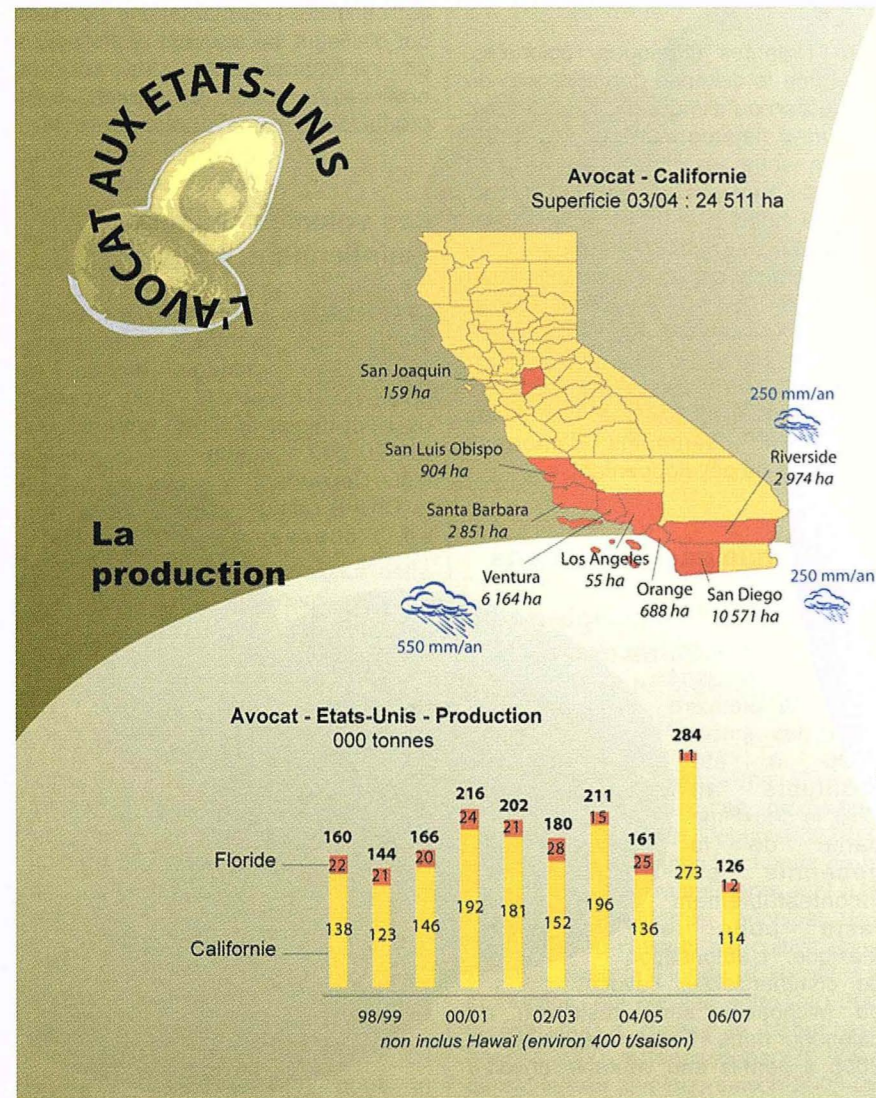 L'AVOCAT AUX ETATS-UNIS
Avocat - Californie
Superficie 03/04 : 24 511 ha
San Joaquin
159 ha
250 mm/an
San Luis Obispo
904 ha
Riverside
2 974 ha
Santa Barbara
2 851 ha
La
production
Los Angeles
55 ha
Ventura
6 164 ha
Orange
688 ha
San Diego
10 571 ha
250 mm/an
550 mm/an
Avocat - Etats-Unis - Production
000 tonnes
160 144 166 216 202 180 211 161 284 126
Floride
22 21 20 24 21 28 15 25 11 12
Californie
138 123 146 192 181 152 196 136 273 114
98/99 00/01 02/03 04/05 06/07
non inclus Hawaï (environ 400 t/saison)